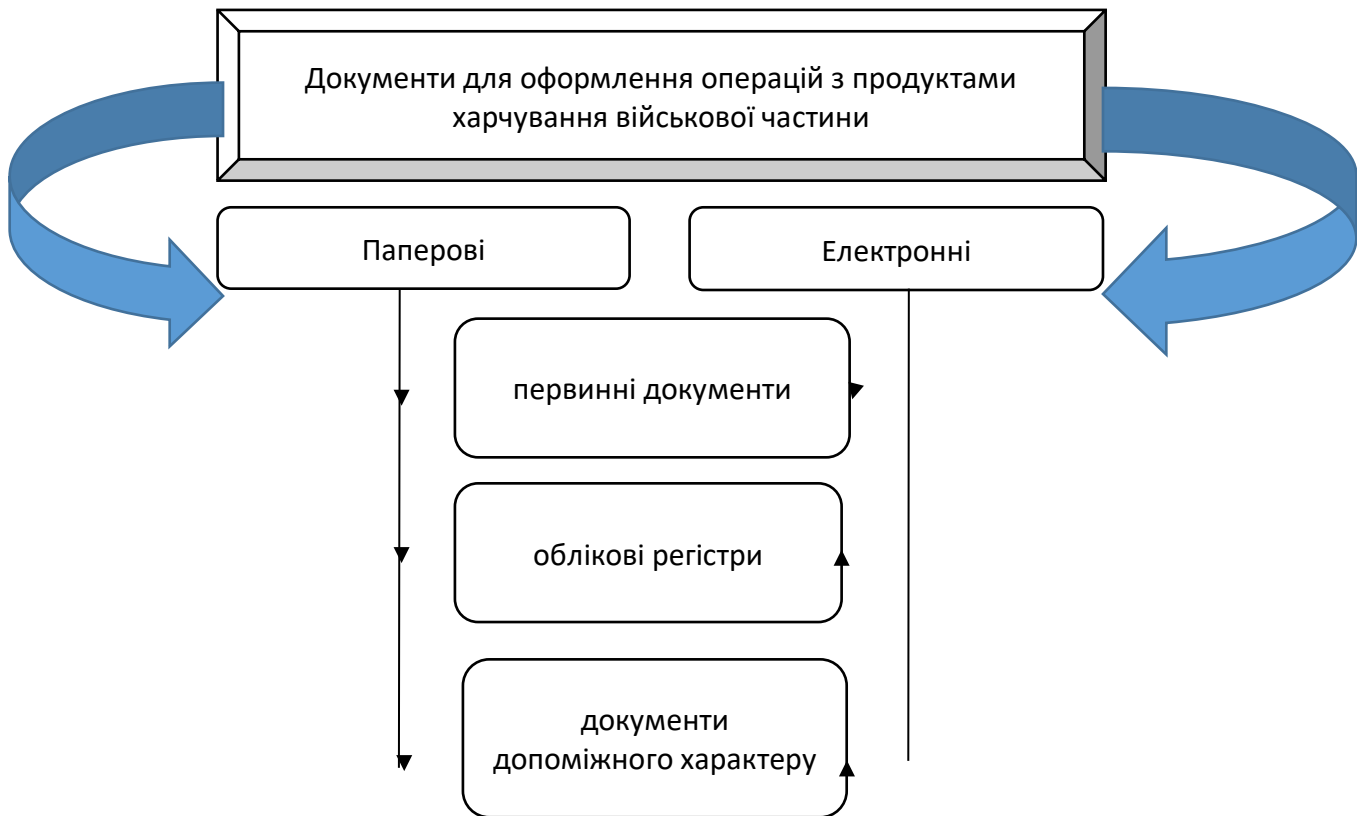 Документи для оформлення операцій з продуктами
харчування військової частини
Паперові
Електронні
первинні документи
облікові регістри
документи
допоміжного характеру